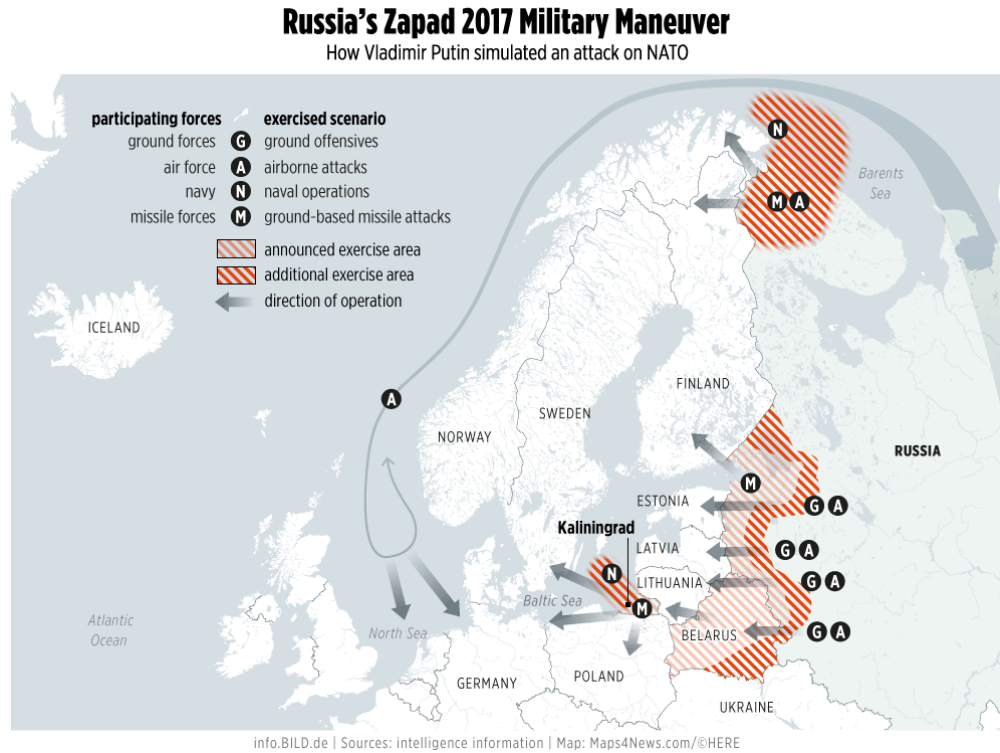 Russia's Zapad 2017 Military Maneuver
How Vladimir Putin simulated an attack on NATO
participating forces exercised scenario
ground forces G ground offensives
air force A airborne attacks
navy N naval operations
missile forces M ground-based missile attacks
announced exercise area
additional exercise area
direction of operation
N
Barents
Sea
M A
ICELAND
FINLAND
A
SWEDEN
NORWAY
RUSSIA
M
ESTONIA
G A
Kaliningrad
LATVIA
G A
N
LITHUANIA
G A
Baltic Sea
M
Atlantic
Ocean
North Sea
BELARUS
G A
GERMANY
POLAND
UKRAINE
info.BILD.de | Sources: intelligence information | Map: Maps4News.com/©HERE